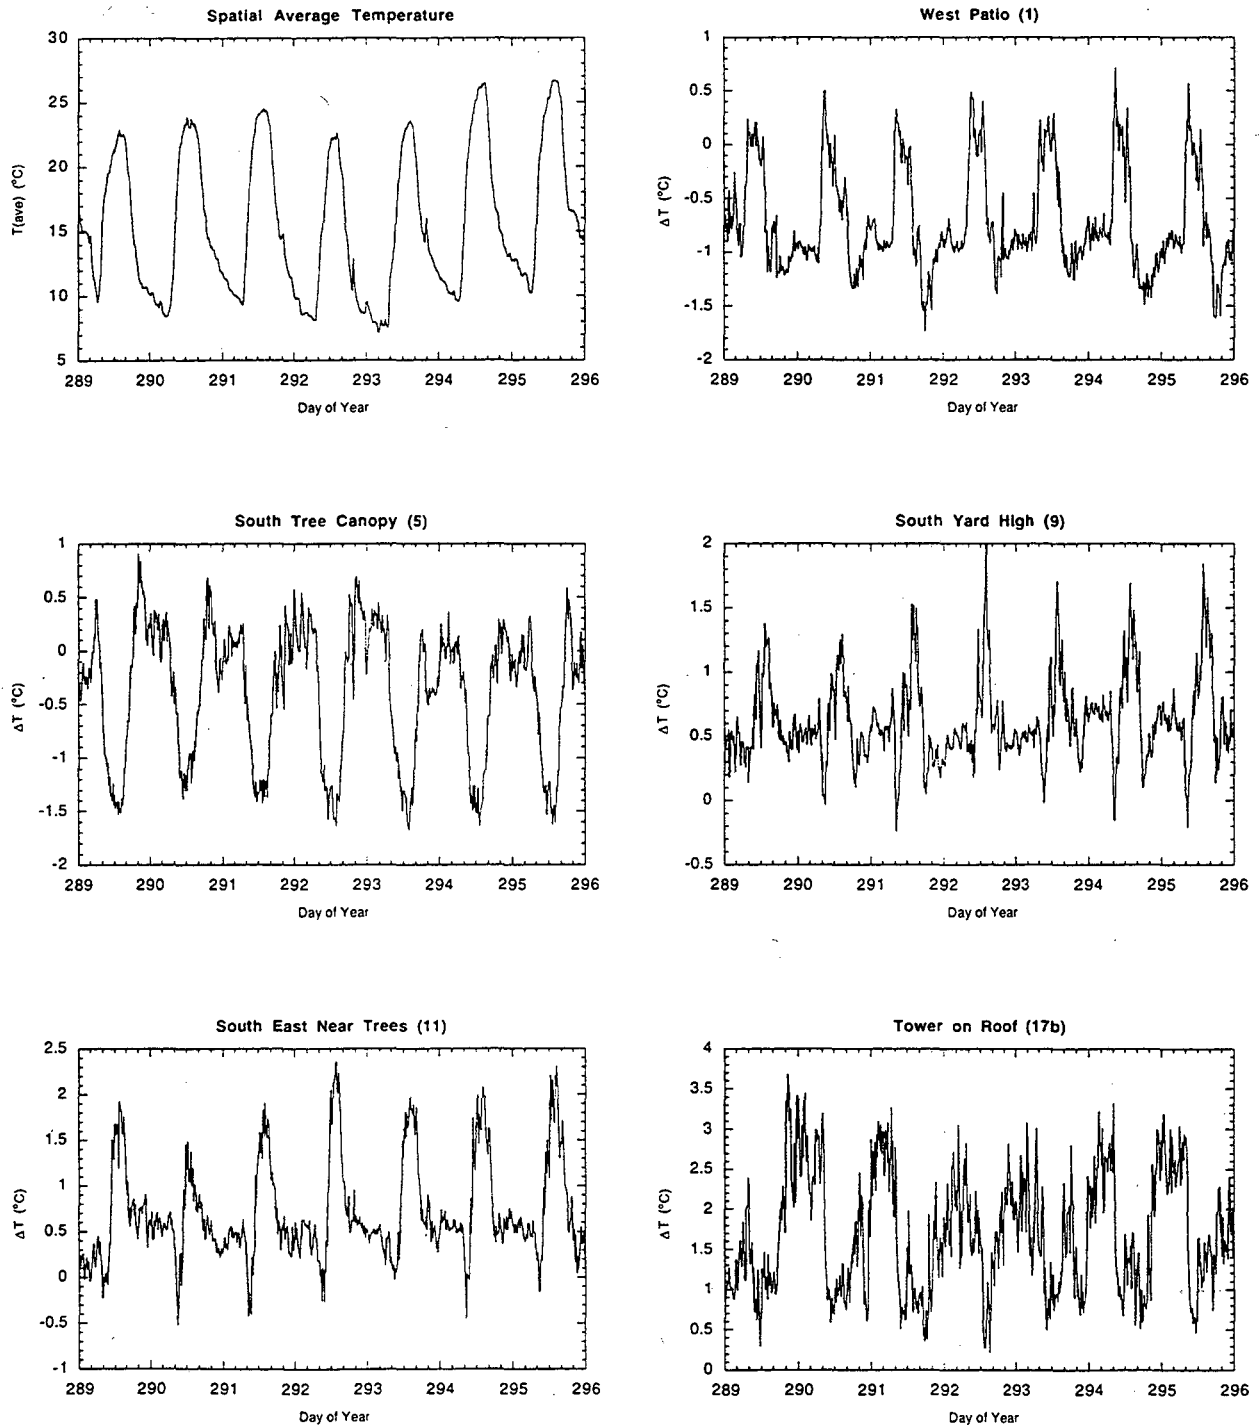 Spatial Average Temperature
30
25
20
15
10
5
T(ave) (°C)
289 290 291 292 293 294 295 296
Day of Year
West Patio (1)
1
0.5
0
-0.5
-1
-1.5
-2
ΔT (°C)
289 290 291 292 293 294 295 296
Day of Year
South Tree Canopy (5)
1
0.5
0
-0.5
-1
-1.5
-2
ΔT (°C)
289 290 291 292 293 294 295 296
Day of Year
South Yard High (9)
2
1.5
1
0.5
0
-0.5
ΔT (°C)
289 290 291 292 293 294 295 296
Day of Year
South East Near Trees (11)
2.5
2
1.5
1
0.5
0
-0.5
-1
ΔT (°C)
289 290 291 292 293 294 295 296
Day of Year
Tower on Roof (17b)
4
3.5
3
2.5
2
1.5
1
0.5
0
ΔT (°C)
289 290 291 292 293 294 295 296
Day of Year